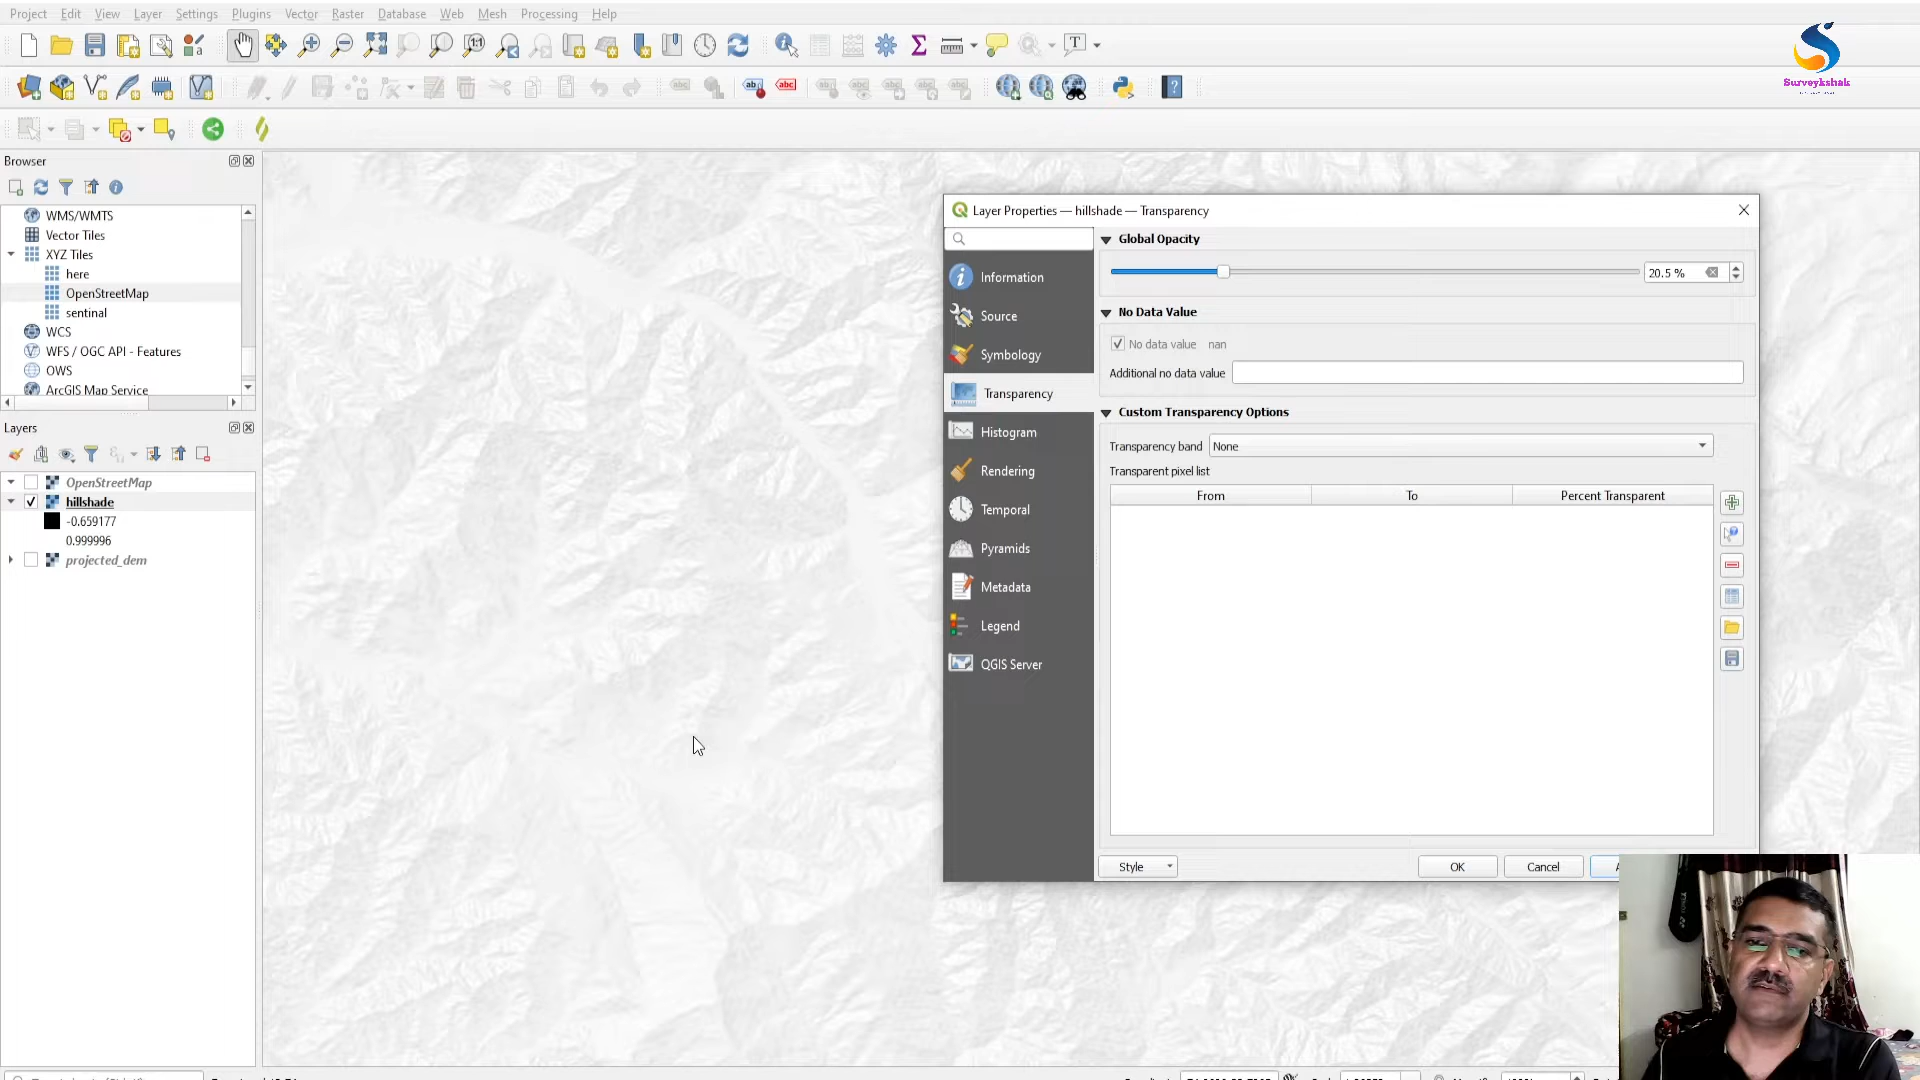 Project Edit View Layer Settings Plugins Vector Raster Database Web Mesh Processing Help
Surveykshak
Browser
WMS/WMTS
Vector Tiles
XYZ Tiles
here
OpenStreetMap
sentinal
WCS
WFS / OGC API - Features
OWS
ArcGIS Map Service
Layers
OpenStreetMap
hillshade
-0.659177
0.999996
projected_dem
Layer Properties — hillshade — Transparency
Information
Source
Symbology
Transparency
Histogram
Rendering
Temporal
Pyramids
Metadata
Legend
QGIS Server
Global Opacity
20.5 %
No Data Value
No data value nan
Additional no data value
Custom Transparency Options
Transparency band None
Transparent pixel list
From To Percent Transparent
Style OK Cancel